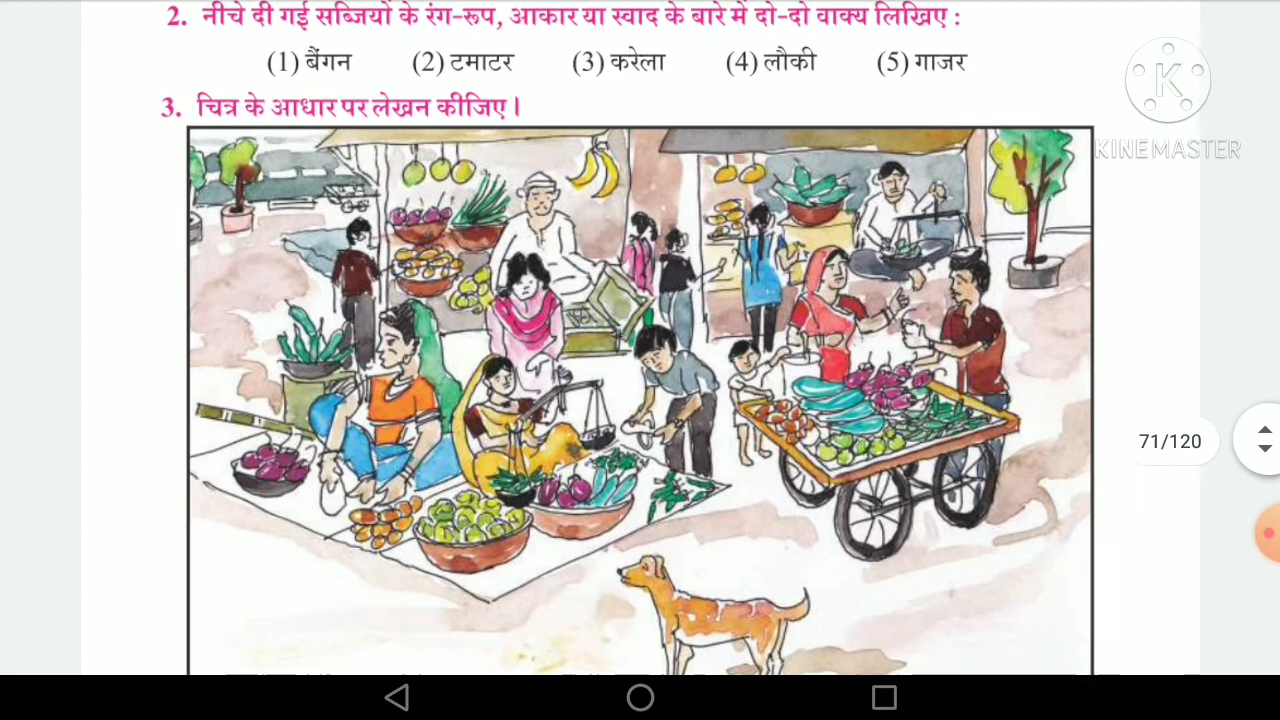 2. नीचे दी गई सब्जियों के रंग-रूप, आकार या स्वाद के बारे में दो-दो वाक्य लिखिए :
(1) बैंगन (2) टमाटर (3) करेला (4) लौकी (5) गाजर
3. चित्र के आधार पर लेखन कीजिए।
K
KINEMASTER
71/120